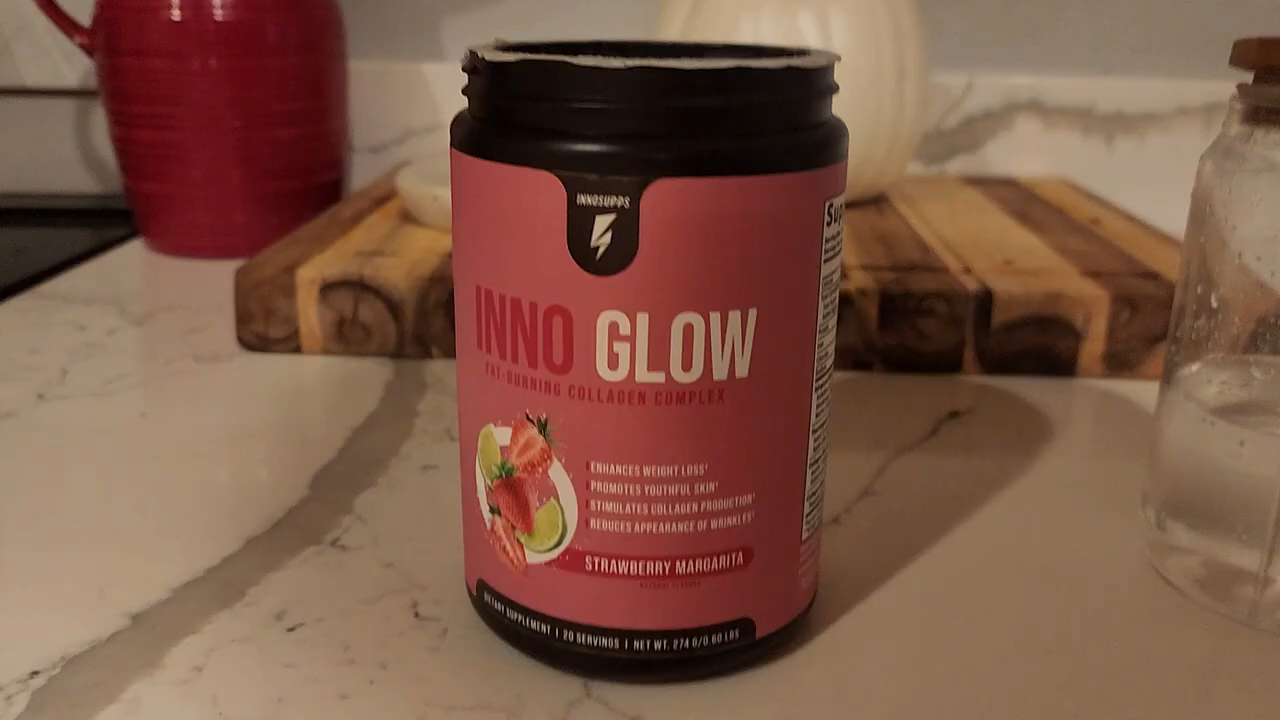 INNOSUPPS
INNO GLOW
FAT-BURNING COLLAGEN COMPLEX
ENHANCES WEIGHT LOSS†
PROMOTES YOUTHFUL SKIN†
STIMULATES COLLAGEN PRODUCTION†
REDUCES APPEARANCE OF WRINKLES†
STRAWBERRY MARGARITA
DIETARY SUPPLEMENT | 20 SERVINGS | NET WT. 274 G/0.60 LBS
Sup